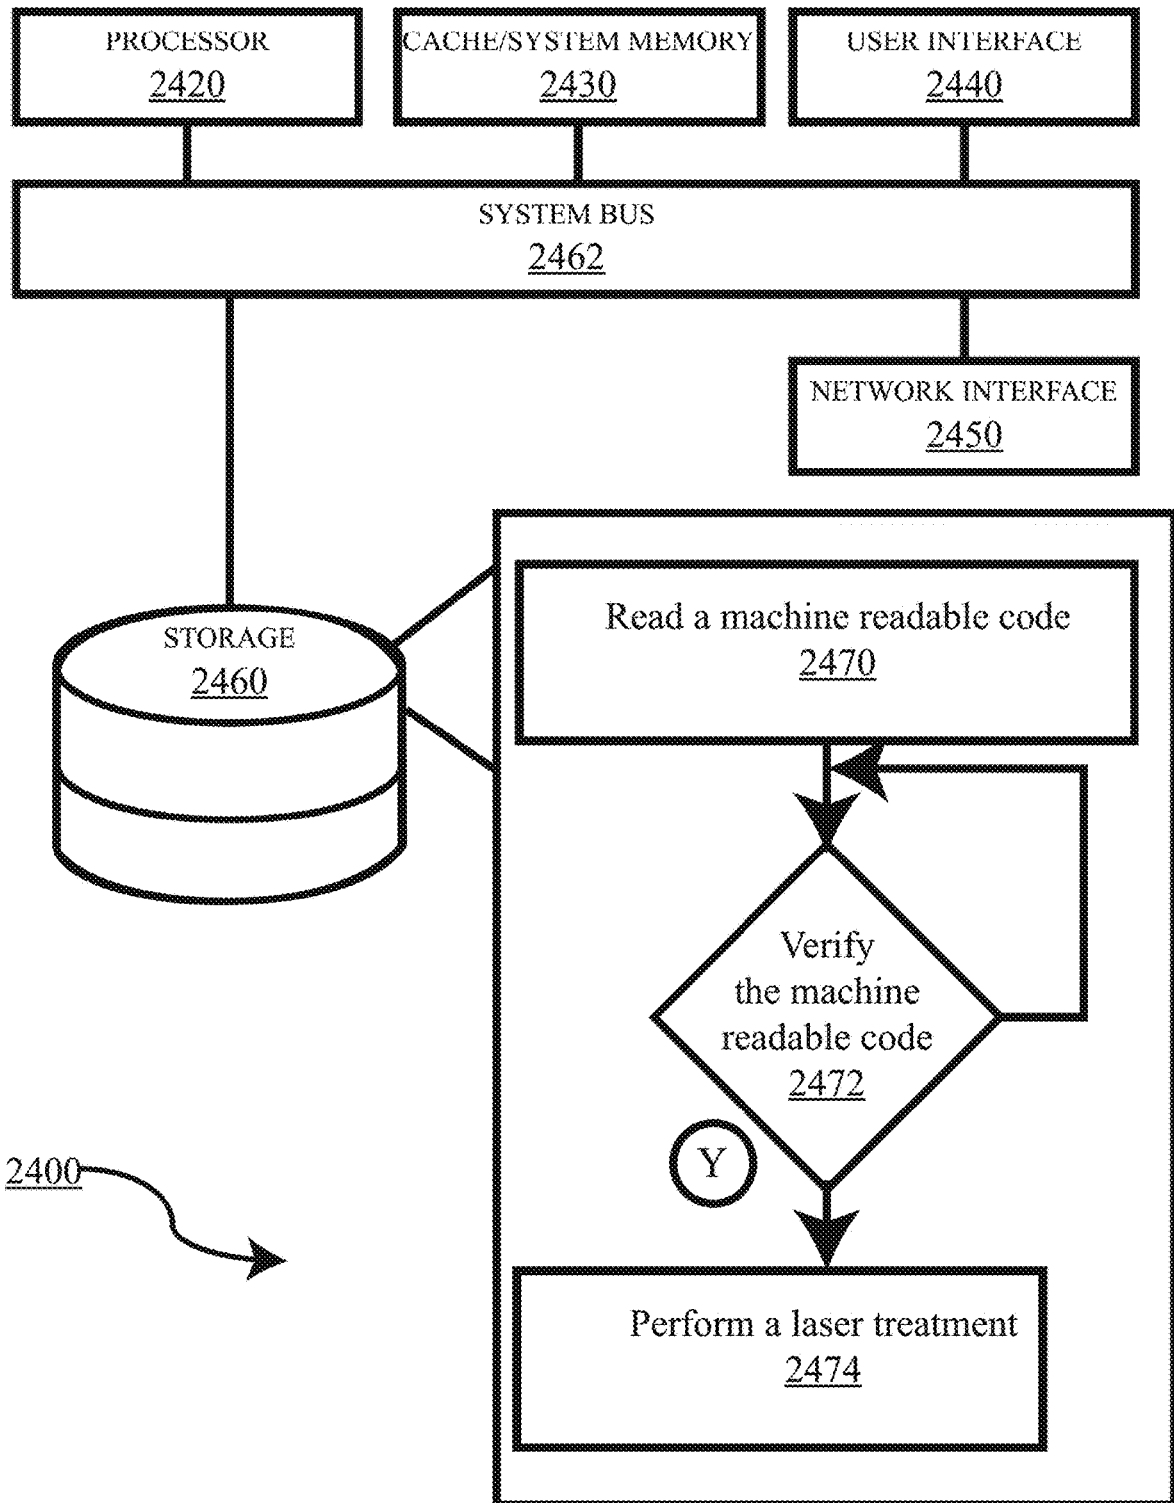 PROCESSOR
2420
CACHE/SYSTEM MEMORY
2430
USER INTERFACE
2440
SYSTEM BUS
2462
NETWORK INTERFACE
2450
STORAGE
2460
Read a machine readable code
2470
Verify
the machine
readable code
2472
Y
2400
Perform a laser treatment
2474